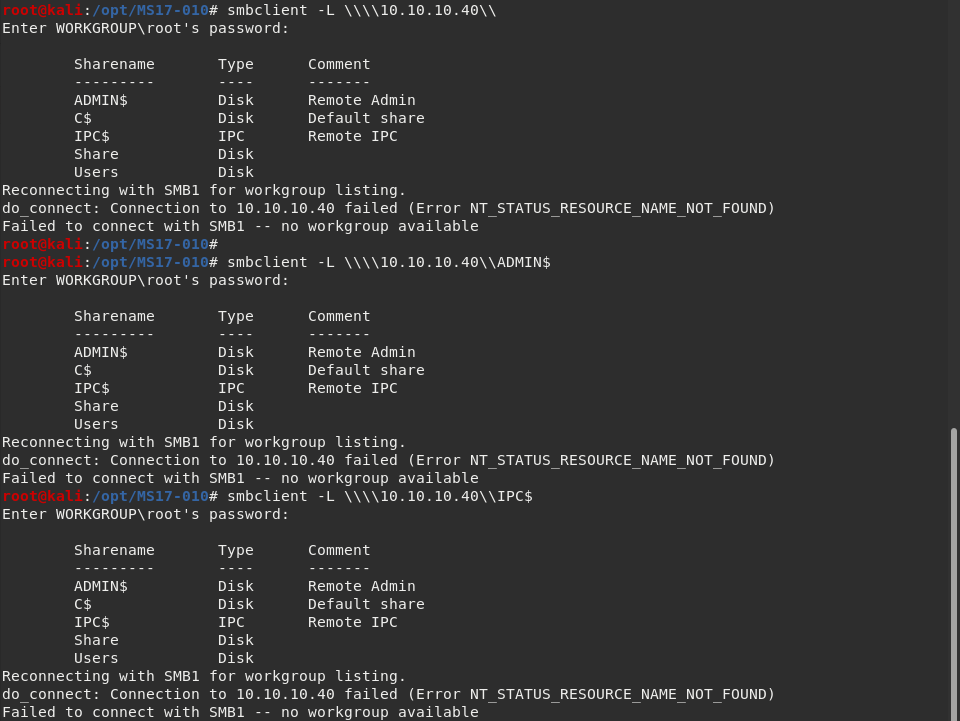 root@kali:/opt/MS17-010# smbclient -L \\\\10.10.10.40\\
Enter WORKGROUP\root's password:
Sharename       Type      Comment
---------       ----      -------
ADMIN$          Disk      Remote Admin
C$              Disk      Default share
IPC$            IPC       Remote IPC
Share           Disk
Users           Disk
Reconnecting with SMB1 for workgroup listing.
do_connect: Connection to 10.10.10.40 failed (Error NT_STATUS_RESOURCE_NAME_NOT_FOUND)
Failed to connect with SMB1 -- no workgroup available
root@kali:/opt/MS17-010#
root@kali:/opt/MS17-010# smbclient -L \\\\10.10.10.40\\ADMIN$
Enter WORKGROUP\root's password:
Sharename       Type      Comment
---------       ----      -------
ADMIN$          Disk      Remote Admin
C$              Disk      Default share
IPC$            IPC       Remote IPC
Share           Disk
Users           Disk
Reconnecting with SMB1 for workgroup listing.
do_connect: Connection to 10.10.10.40 failed (Error NT_STATUS_RESOURCE_NAME_NOT_FOUND)
Failed to connect with SMB1 -- no workgroup available
root@kali:/opt/MS17-010# smbclient -L \\\\10.10.10.40\\IPC$
Enter WORKGROUP\root's password:
Sharename       Type      Comment
---------       ----      -------
ADMIN$          Disk      Remote Admin
C$              Disk      Default share
IPC$            IPC       Remote IPC
Share           Disk
Users           Disk
Reconnecting with SMB1 for workgroup listing.
do_connect: Connection to 10.10.10.40 failed (Error NT_STATUS_RESOURCE_NAME_NOT_FOUND)
Failed to connect with SMB1 -- no workgroup available